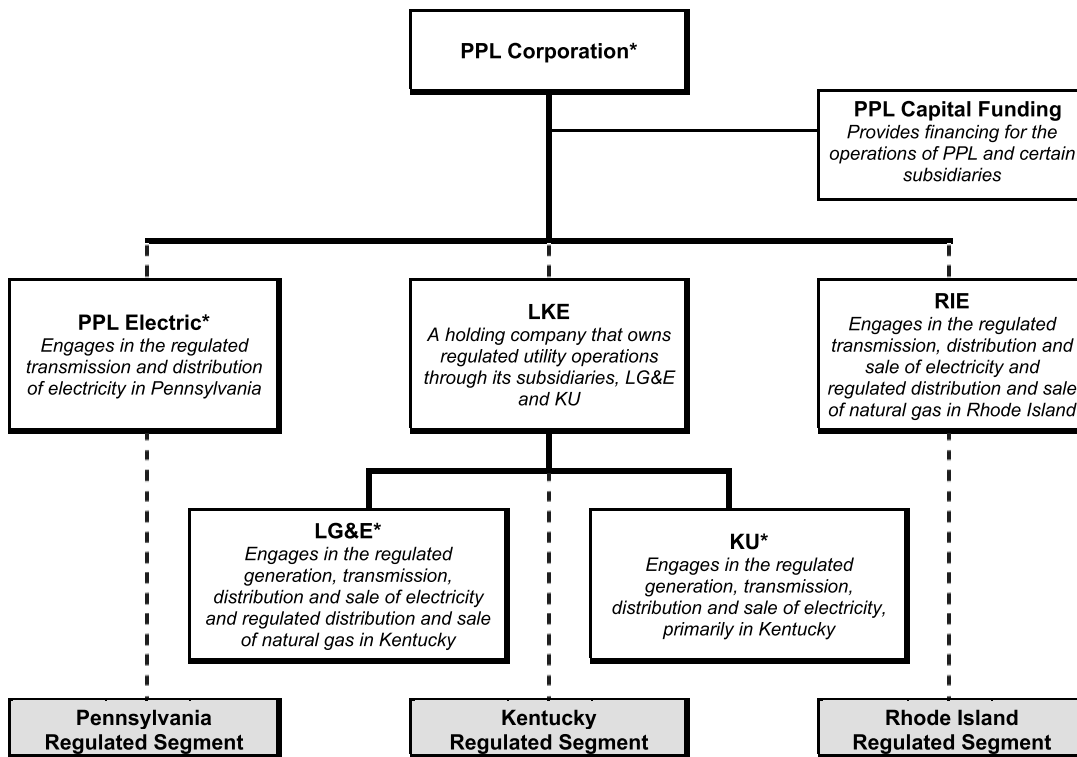 PPL Corporation*
PPL Capital Funding
Provides financing for the
operations of PPL and certain
subsidiaries
PPL Electric*
Engages in the regulated
transmission and distribution
of electricity in Pennsylvania
LKE
A holding company that owns
regulated utility operations
through its subsidiaries, LG&E
and KU
RIE
Engages in the regulated
transmission, distribution and
sale of electricity and
regulated distribution and sale
of natural gas in Rhode Island
LG&E*
Engages in the regulated
generation, transmission,
distribution and sale of electricity
and regulated distribution and sale
of natural gas in Kentucky
KU*
Engages in the regulated
generation, transmission,
distribution and sale of electricity,
primarily in Kentucky
Pennsylvania
Regulated Segment
Kentucky
Regulated Segment
Rhode Island
Regulated Segment